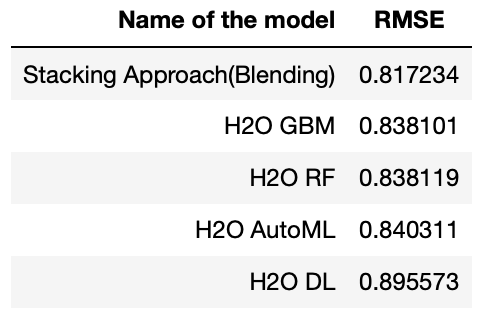 Name of the model RMSE
Stacking Approach(Blending) 0.817234
H2O GBM 0.838101
H2O RF 0.838119
H2O AutoML 0.840311
H2O DL 0.895573